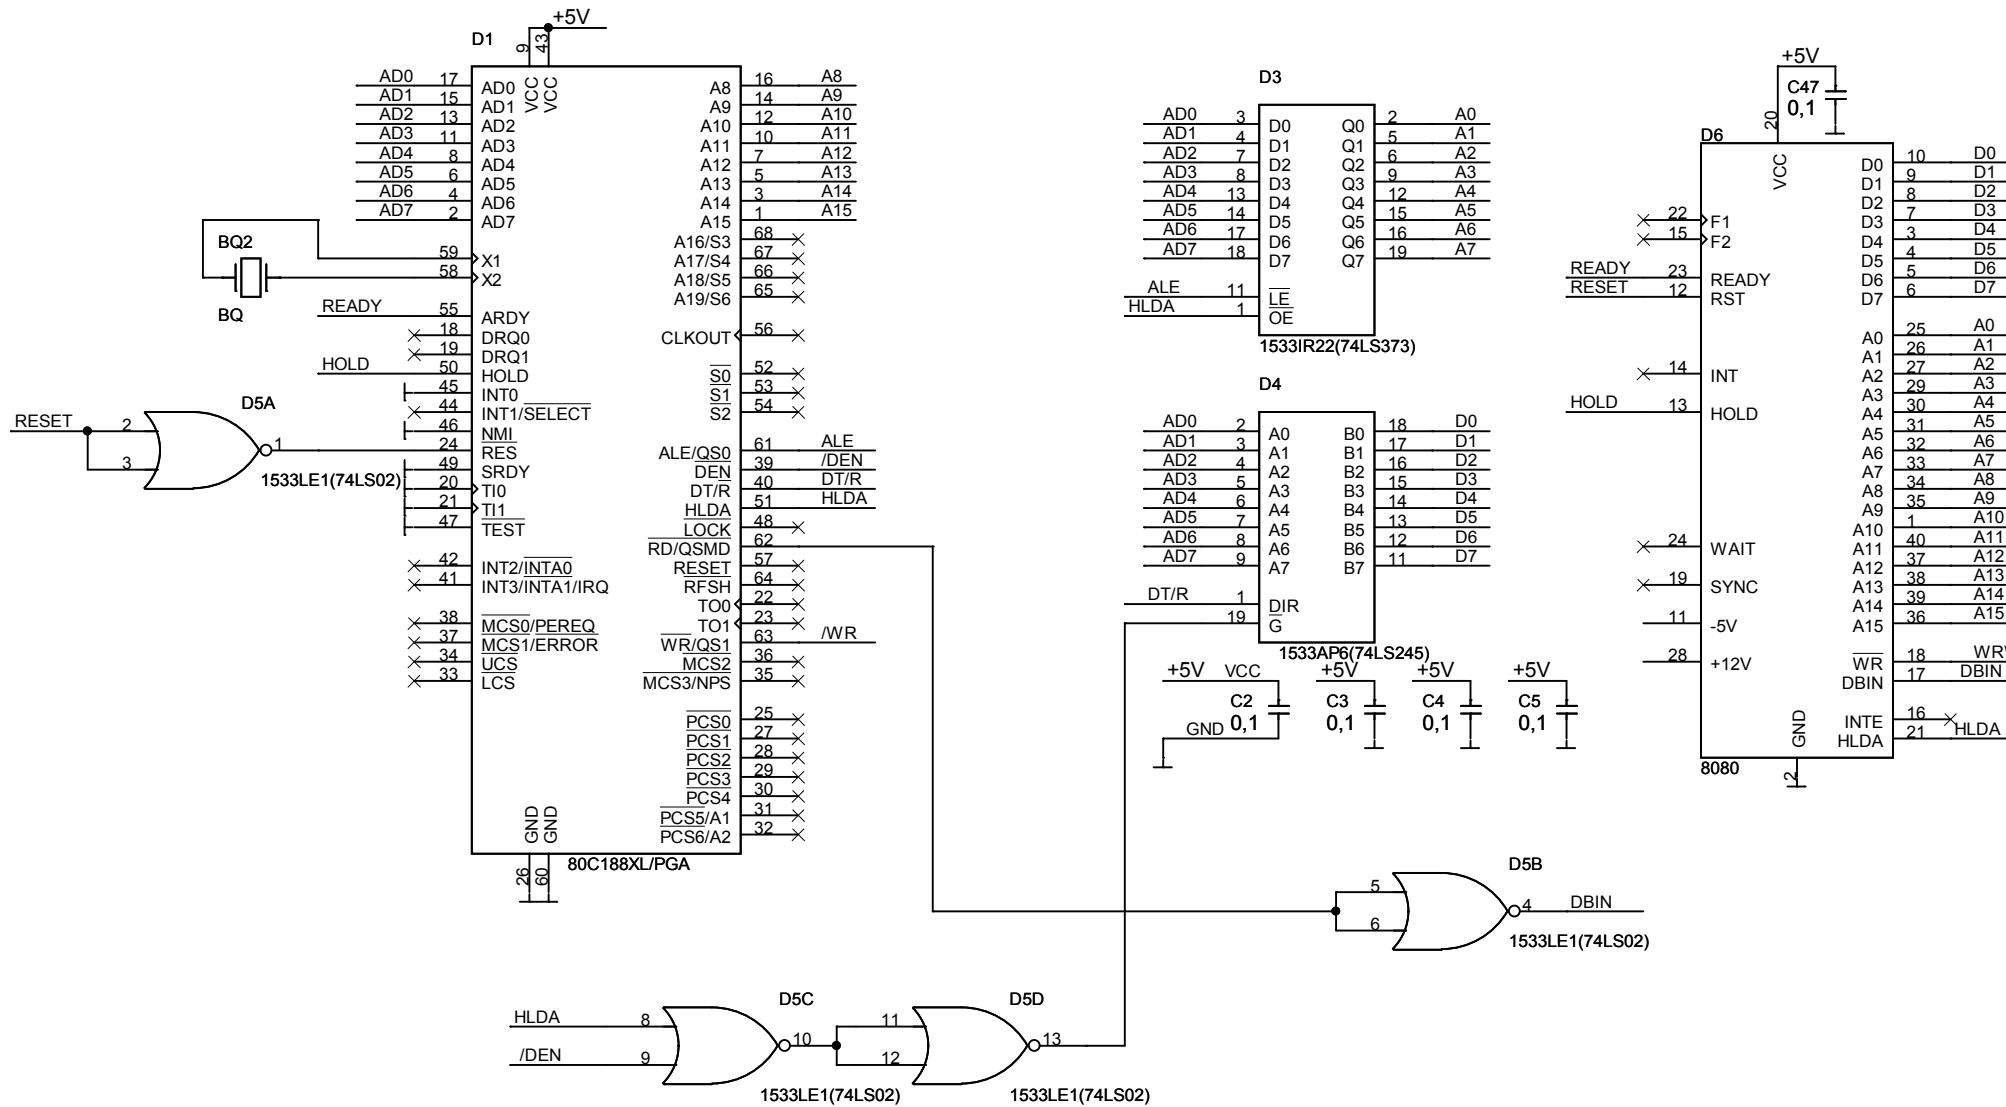 +5V
D1
9
43
VCC
VCC
AD0 17 AD0
AD1 15 AD1
AD2 13 AD2
AD3 11 AD3
AD4 8 AD4
AD5 6 AD5
AD6 4 AD6
AD7 2 AD7
BQ2
BQ
59 X1
58 X2
READY 55 ARDY
18 DRQ0
19 DRQ1
HOLD 50 HOLD
45 INT0
44 INT1/SELECT
46 NMI
24 RES
49 SRDY
20 TI0
21 TI1
47 TEST
42 INT2/INTA0
41 INT3/INTA1/IRQ
38 MCS0/PEREQ
37 MCS1/ERROR
34 UCS
33 LCS
A8 16 A8
A9 14 A9
A10 12 A10
A11 10 A11
A12 7 A12
A13 5 A13
A14 3 A14
A15 1 A15
A16/S3 68
A17/S4 67
A18/S5 66
A19/S6 65
CLKOUT 56
S0 52
S1 53
S2 54
ALE/QS0 61 ALE
DEN 39 /DEN
DT/R 40 DT/R
HLDA 51 HLDA
LOCK 48
RD/QSMD 62
RESET 57
RFSH 64
TO0 22
TO1 23
WR/QS1 63 /WR
MCS2 36
MCS3/NPS 35
PCS0 25
PCS1 27
PCS2 28
PCS3 29
PCS4 30
PCS5/A1 31
PCS6/A2 32
GND
GND
26
60
80C188XL/PGA
RESET
D5A
2
3
1
1533LE1(74LS02)
D3
AD0 3 D0 Q0 2 A0
AD1 4 D1 Q1 5 A1
AD2 7 D2 Q2 6 A2
AD3 8 D3 Q3 9 A3
AD4 13 D4 Q4 12 A4
AD5 14 D5 Q5 15 A5
AD6 17 D6 Q6 16 A6
AD7 18 D7 Q7 19 A7
ALE 11 LE
HLDA 1 OE
1533IR22(74LS373)
D4
AD0 2 A0 B0 18 D0
AD1 3 A1 B1 17 D1
AD2 4 A2 B2 16 D2
AD3 5 A3 B3 15 D3
AD4 6 A4 B4 14 D4
AD5 7 A5 B5 13 D5
AD6 8 A6 B6 12 D6
AD7 9 A7 B7 11 D7
DT/R 1 DIR
19 G
1533AP6(74LS245)
+5V VCC +5V +5V +5V
C2 C3 C4 C5
0,1 0,1 0,1 0,1
GND
+5V
C47
0,1
20
D6
VCC
22 F1
15 F2
READY 23 READY
RESET 12 RST
14 INT
HOLD 13 HOLD
24 WAIT
19 SYNC
11 -5V
28 +12V
D0 10 D0
D1 9 D1
D2 8 D2
D3 7 D3
D4 3 D4
D5 4 D5
D6 5 D6
D7 6 D7
A0 25 A0
A1 26 A1
A2 27 A2
A3 29 A3
A4 30 A4
A5 31 A5
A6 32 A6
A7 33 A7
A8 34 A8
A9 35 A9
A10 1 A10
A11 40 A11
A12 37 A12
A13 38 A13
A14 39 A14
A15 36 A15
WR 18
DBIN 17 DBIN
INTE 16
HLDA 21 HLDA
GND
2
8080
D5B
5
6
4 DBIN
1533LE1(74LS02)
D5C
HLDA 8
/DEN 9
10
1533LE1(74LS02)
D5D
11
12
13
1533LE1(74LS02)